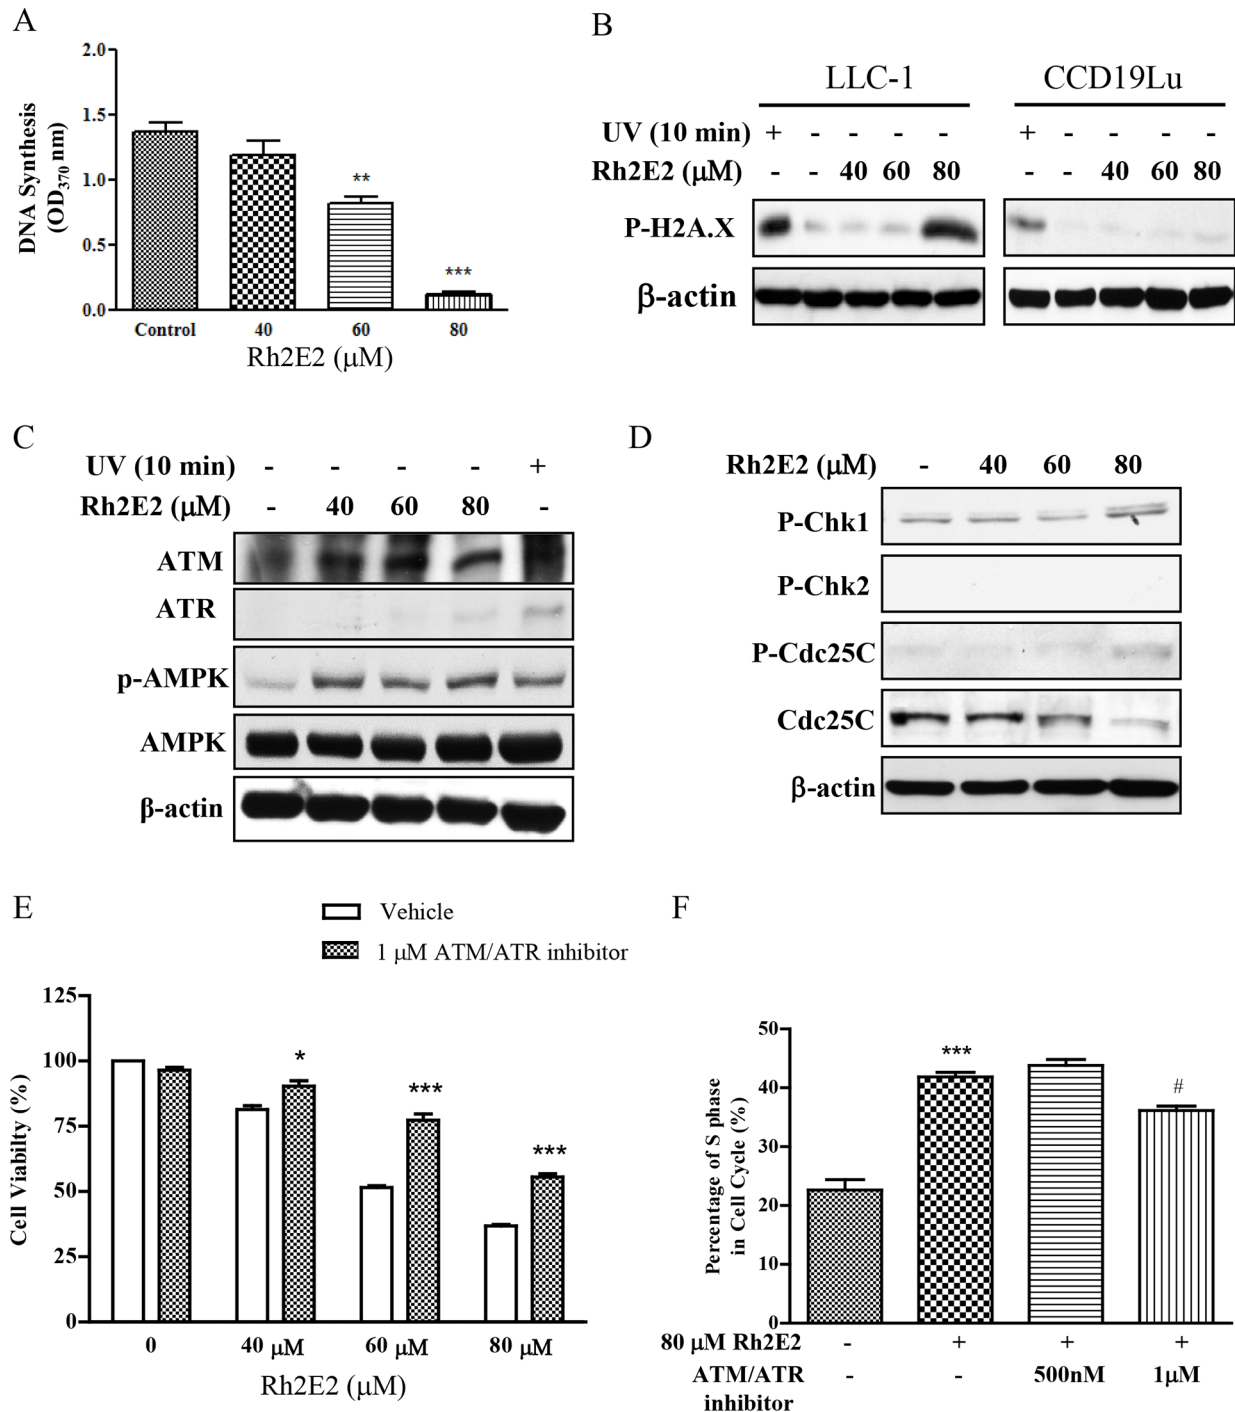 A
2.0
1.5
1.0
0.5
0.0
DNA Synthesis
(OD370 nm)
**
***
Control 40 60 80
Rh2E2 (μM)
B
LLC-1 CCD19Lu
UV (10 min) + - - - - + - - - -
Rh2E2 (μM) - - 40 60 80 - - 40 60 80
P-H2A.X
β-actin
C
UV (10 min) - - - - +
Rh2E2 (μM) - 40 60 80 -
ATM
ATR
p-AMPK
AMPK
β-actin
D
Rh2E2 (μM) - 40 60 80
P-Chk1
P-Chk2
P-Cdc25C
Cdc25C
β-actin
E
Vehicle
1 μM ATM/ATR inhibitor
125
100
75
50
25
0
Cell Viabilty (%)
*
***
***
0 40 μM 60 μM 80 μM
Rh2E2 (μM)
F
50
40
30
20
10
0
Percentage of S phase
in Cell Cycle (%)
***
#
80 μM Rh2E2 - + + +
ATM/ATR - - 500nM 1μM
inhibitor